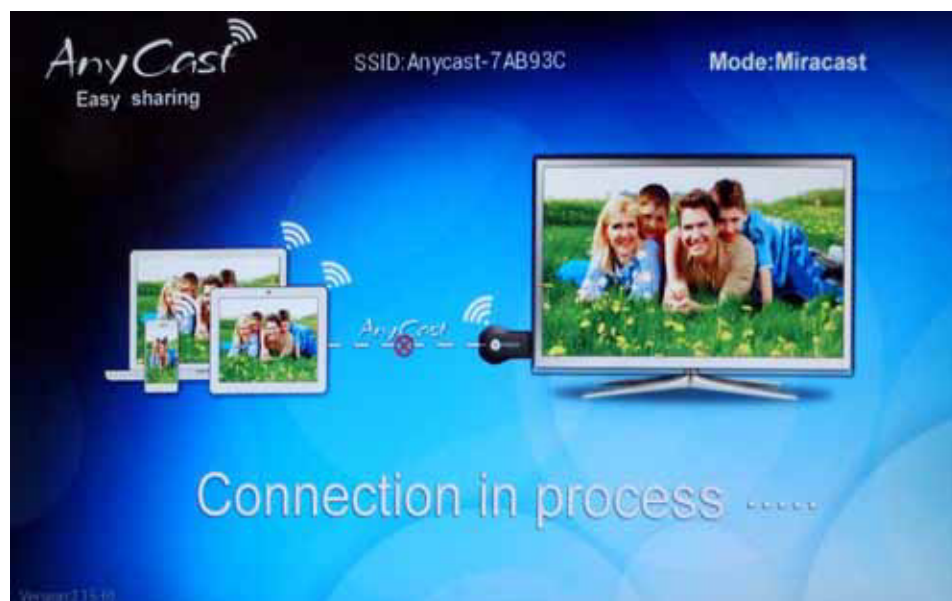 AnyCast
Easy sharing
SSID:Anycast-7AB93C
Mode:Miracast
AnyCast
Connection in process .....